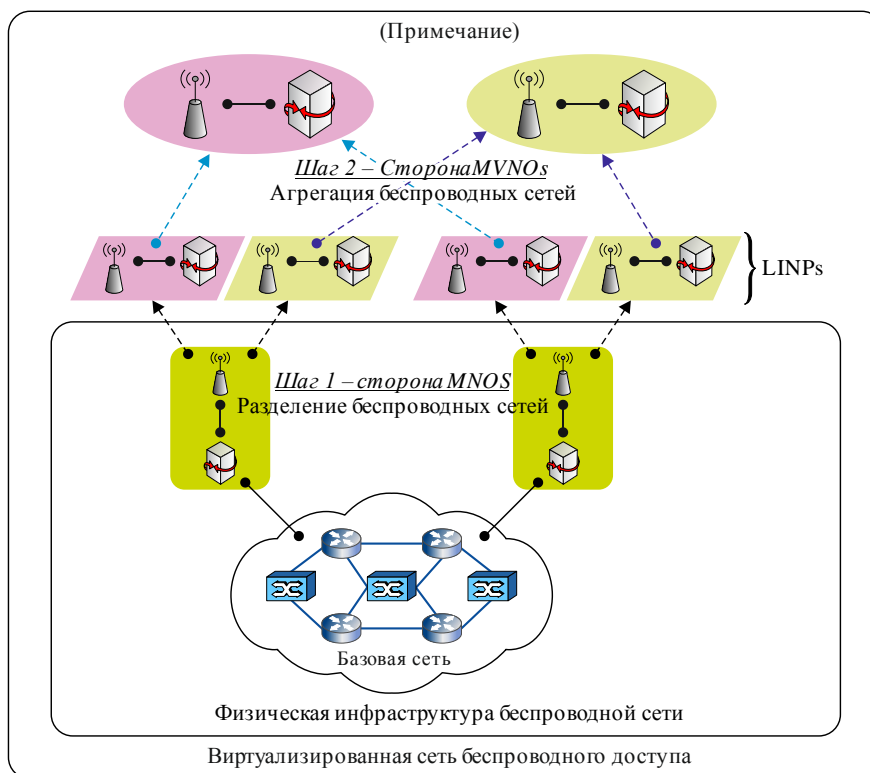 (Примечание)
Шаг 2 – СторонаMVNOs
Агрегация беспроводных сетей
LINPs
Шаг 1 – сторона MNOS
Разделение беспроводных сетей
Базовая сеть
Физическая инфраструктура беспроводной сети
Виртуализированная сеть беспроводного доступа